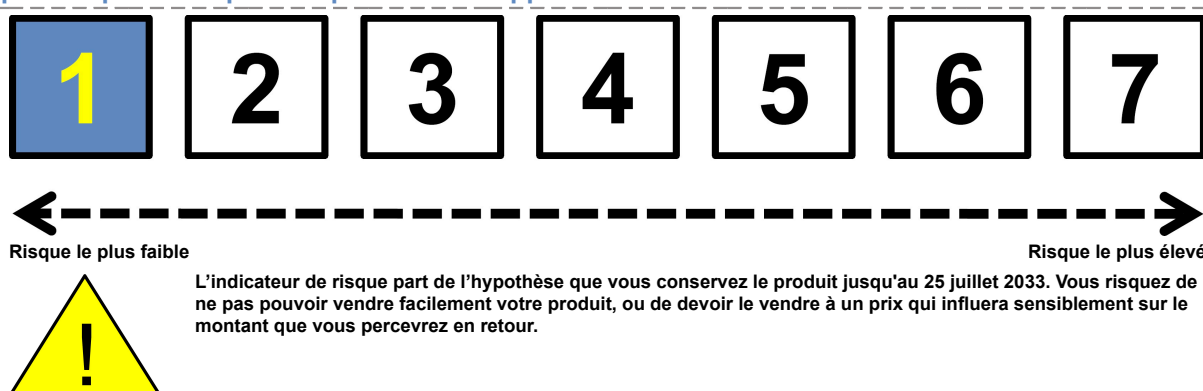 1 2 3 4 5 6 7
Risque le plus faible Risque le plus élevé
L’indicateur de risque part de l’hypothèse que vous conservez le produit jusqu'au 25 juillet 2033. Vous risquez de
ne pas pouvoir vendre facilement votre produit, ou de devoir le vendre à un prix qui influera sensiblement sur le
montant que vous percevrez en retour.
!